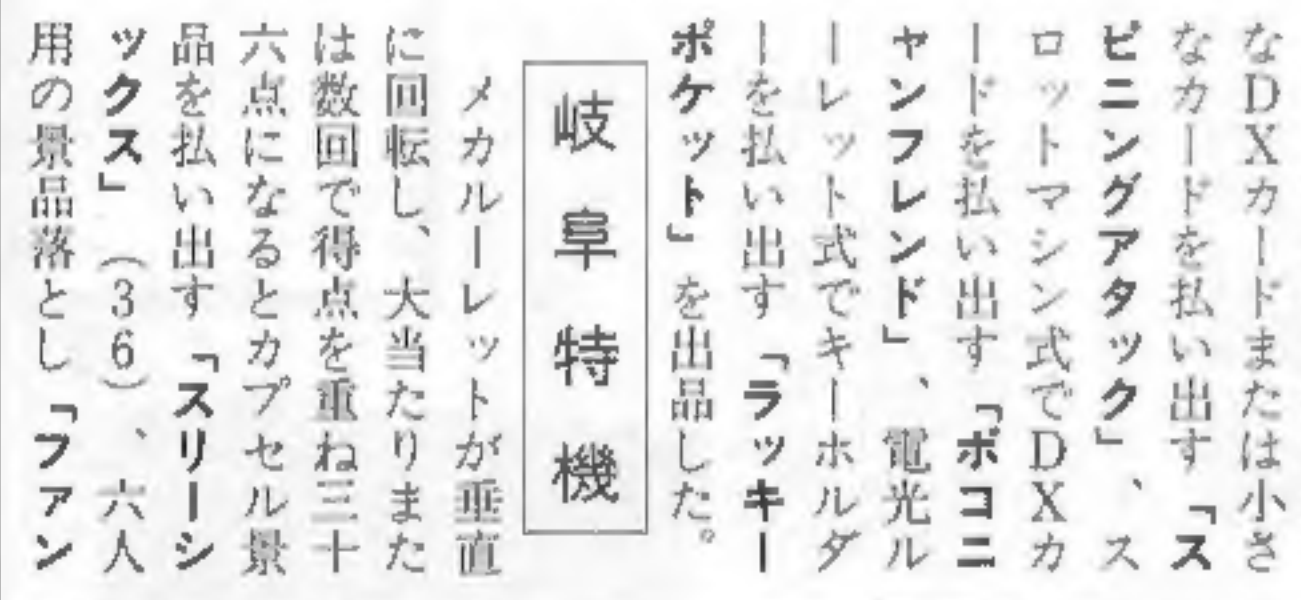 なDXカードまたは小さ
なカードを払い出す「ス
ピニングアタック」、ス
ロットマシン式でDXカ
ードを払い出す「ポコニ
ャンフレンド」、電光ル
ーレット式でキーホルダ
ーを払い出す「ラッキー
ポケット」を出品した。
岐阜特機
メカルーレットが垂直
に回転し、大当たりまた
は数回で得点を重ね三十
六点になるとカプセル景
品を払い出す「スリーシ
ックス」（36）、六人
用の景品落とし「ファン